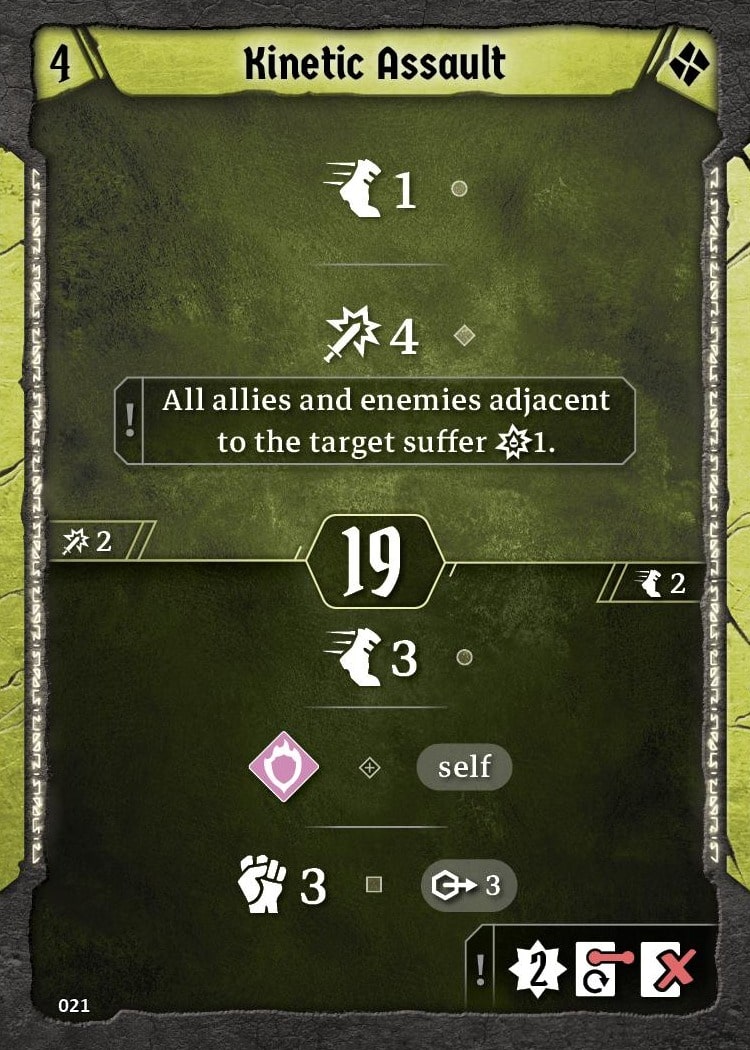 4
Kinetic Assault
1
4
! All allies and enemies adjacent
to the target suffer 1.
2
19
2
3
self
3
3
! 2
021